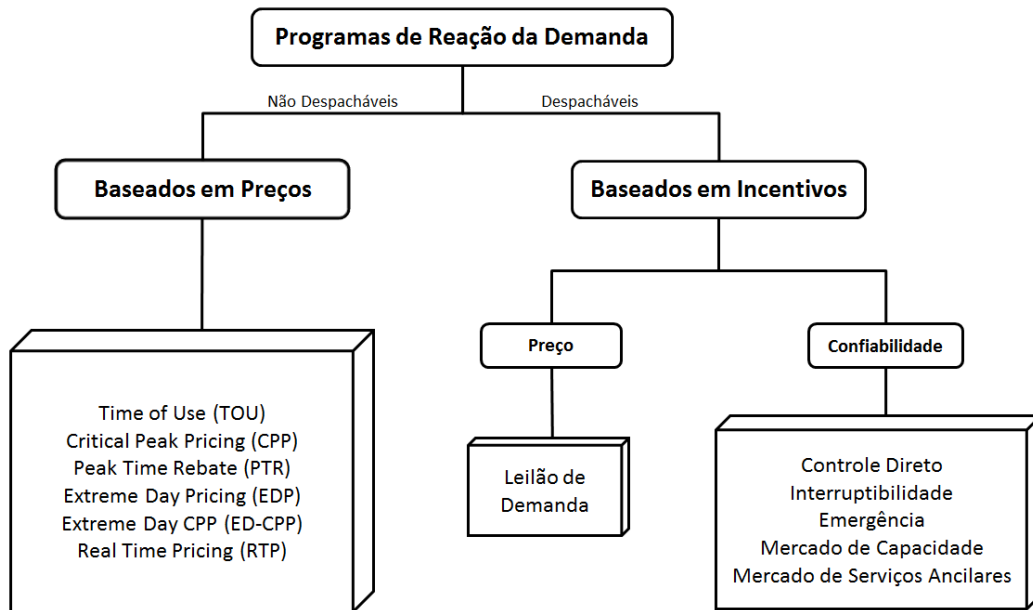 Programas de Reação da Demanda
Não Despacháveis
Despacháveis
Baseados em Preços
Baseados em Incentivos
Preço
Confiabilidade
Time of Use (TOU)
Critical Peak Pricing (CPP)
Peak Time Rebate (PTR)
Extreme Day Pricing (EDP)
Extreme Day CPP (ED-CPP)
Real Time Pricing (RTP)
Leilão de
Demanda
Controle Direto
Interruptibilidade
Emergência
Mercado de Capacidade
Mercado de Serviços Ancilares